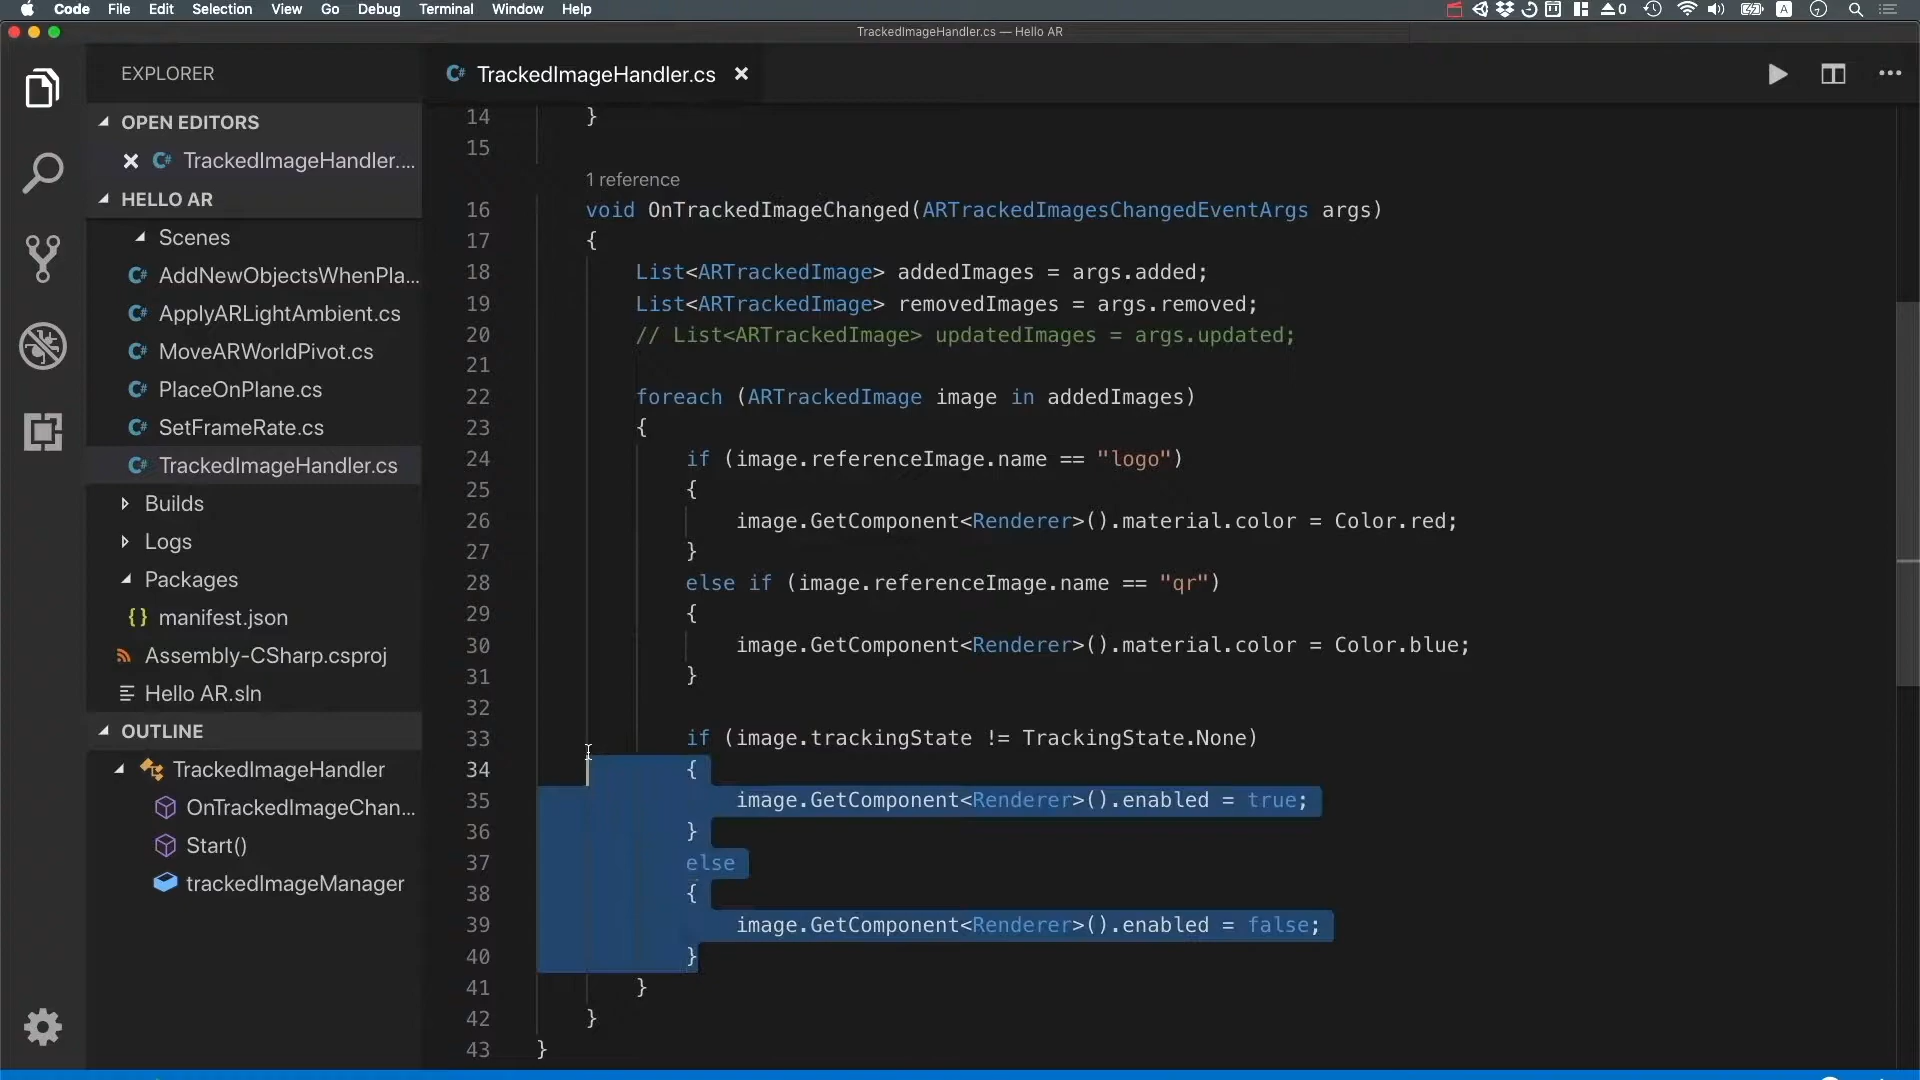 Code File Edit Selection View Go Debug Terminal Window Help
0
A
TrackedImageHandler.cs — Hello AR
EXPLORER
OPEN EDITORS
TrackedImageHandler....
HELLO AR
Scenes
AddNewObjectsWhenPla...
ApplyARLightAmbient.cs
MoveARWorldPivot.cs
PlaceOnPlane.cs
SetFrameRate.cs
TrackedImageHandler.cs
Builds
Logs
Packages
manifest.json
Assembly-CSharp.csproj
Hello AR.sln
OUTLINE
TrackedImageHandler
OnTrackedImageChan...
Start()
trackedImageManager
TrackedImageHandler.cs
14 }
15
1 reference
16 void OnTrackedImageChanged(ARTrackedImagesChangedEventArgs args)
17 {
18 List<ARTrackedImage> addedImages = args.added;
19 List<ARTrackedImage> removedImages = args.removed;
20 // List<ARTrackedImage> updatedImages = args.updated;
21
22 foreach (ARTrackedImage image in addedImages)
23 {
24 if (image.referenceImage.name == "logo")
25 {
26 image.GetComponent<Renderer>().material.color = Color.red;
27 }
28 else if (image.referenceImage.name == "qr")
29 {
30 image.GetComponent<Renderer>().material.color = Color.blue;
31 }
32
33 if (image.trackingState != TrackingState.None)
34 {
35 image.GetComponent<Renderer>().enabled = true;
36 }
37 else
38 {
39 image.GetComponent<Renderer>().enabled = false;
40 }
41 }
42 }
43 }